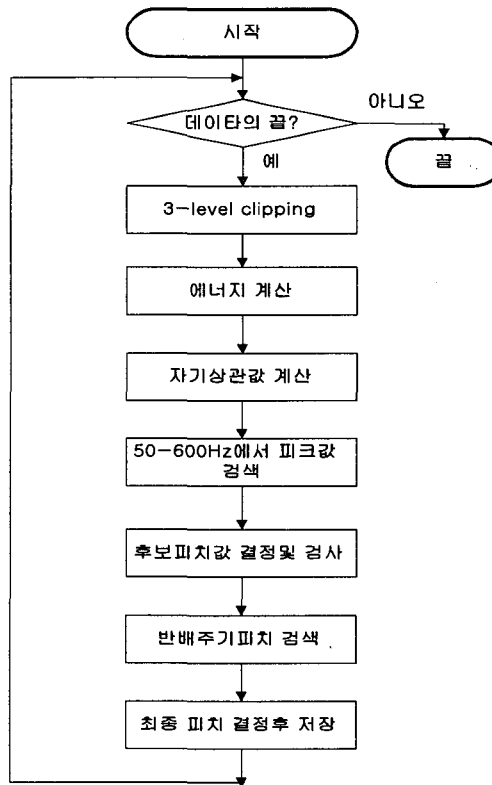 시작
아니오
데이타의 끝?
예
끝
3-level clipping
에너지 계산
자기상관값 계산
50-600Hz에서 피크값
검색
후보피치값 결정및 검사
반배주기피치 검색
최종 피치 결정후 저장